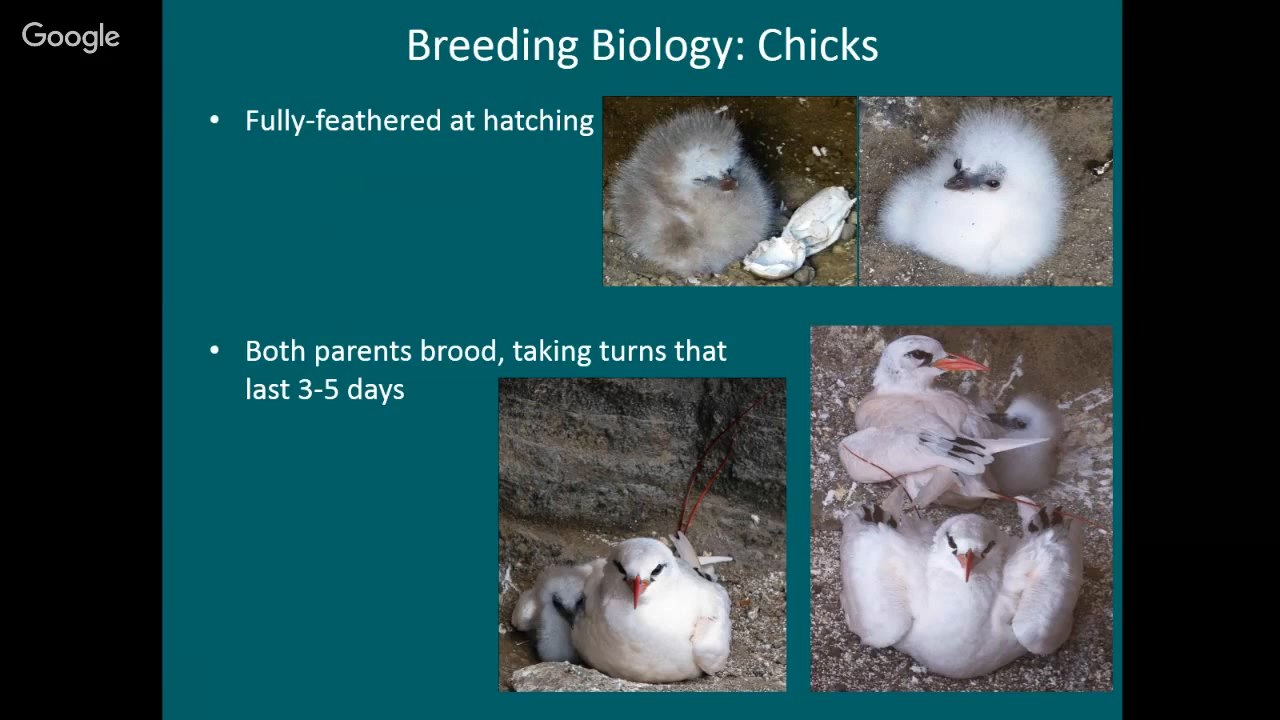 Google
Breeding Biology: Chicks
• Fully-feathered at hatching
• Both parents brood, taking turns that
last 3-5 days